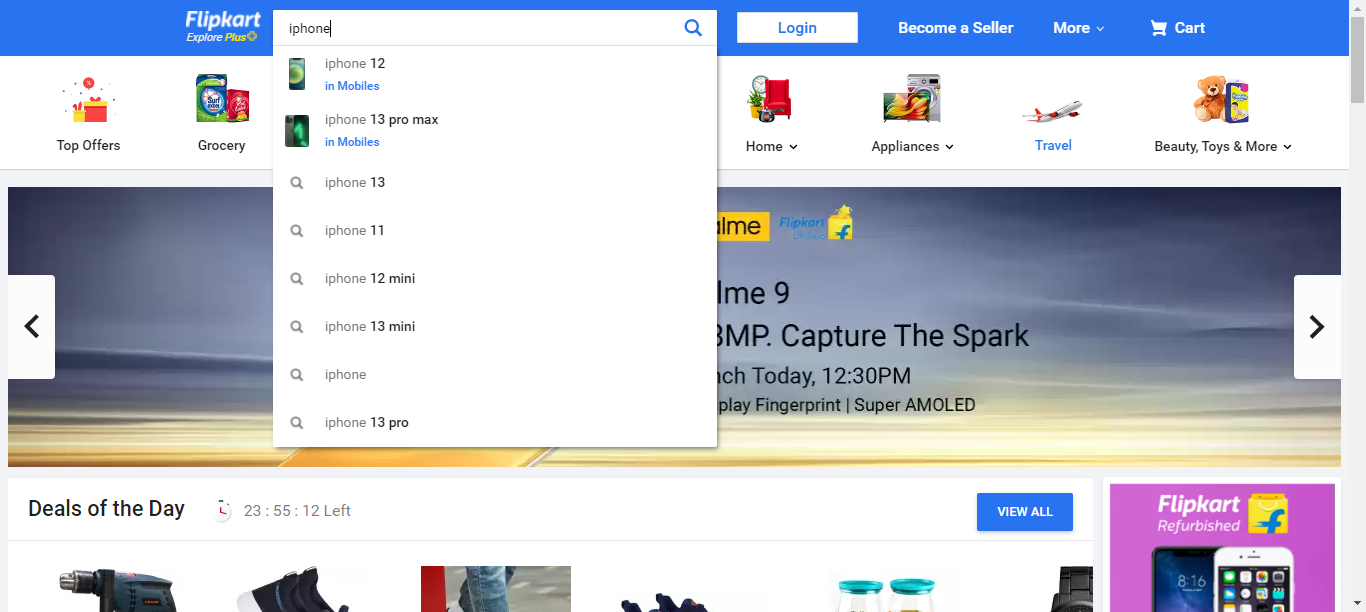 Flipkart
Explore Plus
iphone
Login
Become a Seller
More
Cart
iphone 12
in Mobiles
iphone 13 pro max
in Mobiles
iphone 13
iphone 11
iphone 12 mini
iphone 13 mini
iphone
iphone 13 pro
Top Offers
Grocery
Home
Appliances
Travel
Beauty, Toys & More
lme
Flipkart
lme 9
MP. Capture The Spark
nch Today, 12:30PM
play Fingerprint | Super AMOLED
Deals of the Day
23 : 55 : 12 Left
VIEW ALL
Flipkart
Refurbished
8:16